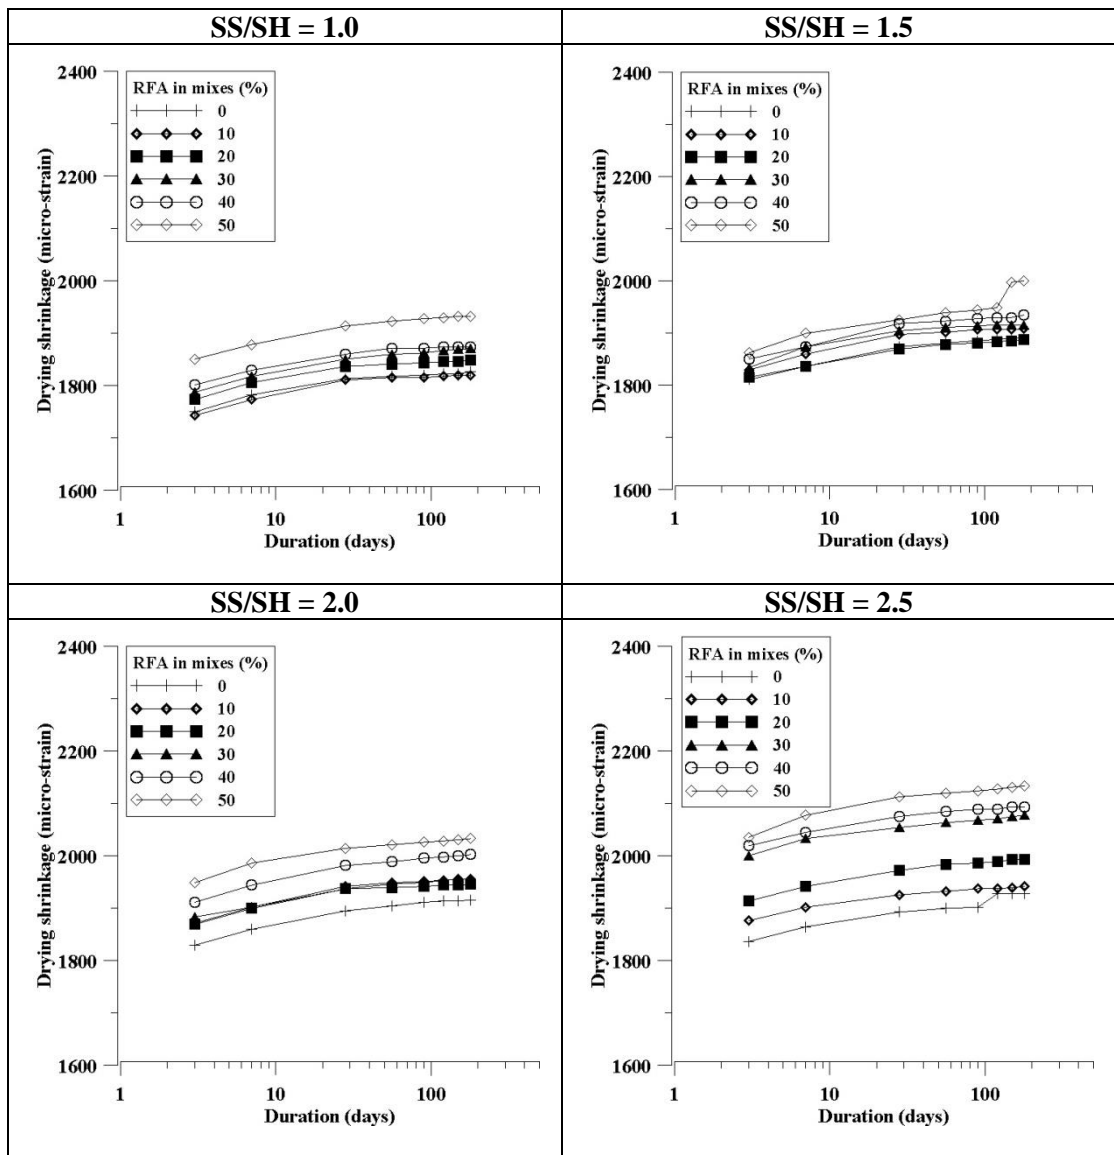 SS/SH = 1.0
2400
2200
2000
1800
1600
Drying shrinkage (micro-strain)
RFA in mixes (%)
0
10
20
30
40
50
1 10 100
Duration (days)
SS/SH = 1.5
2400
2200
2000
1800
1600
Drying shrinkage (micro-strain)
RFA in mixes (%)
0
10
20
30
40
50
1 10 100
Duration (days)
SS/SH = 2.0
2400
2200
2000
1800
1600
Drying shrinkage (micro-strain)
RFA in mixes (%)
0
10
20
30
40
50
1 10 100
Duration (days)
SS/SH = 2.5
2400
2200
2000
1800
1600
Drying shrinkage (micro-strain)
RFA in mixes (%)
0
10
20
30
40
50
1 10 100
Duration (days)